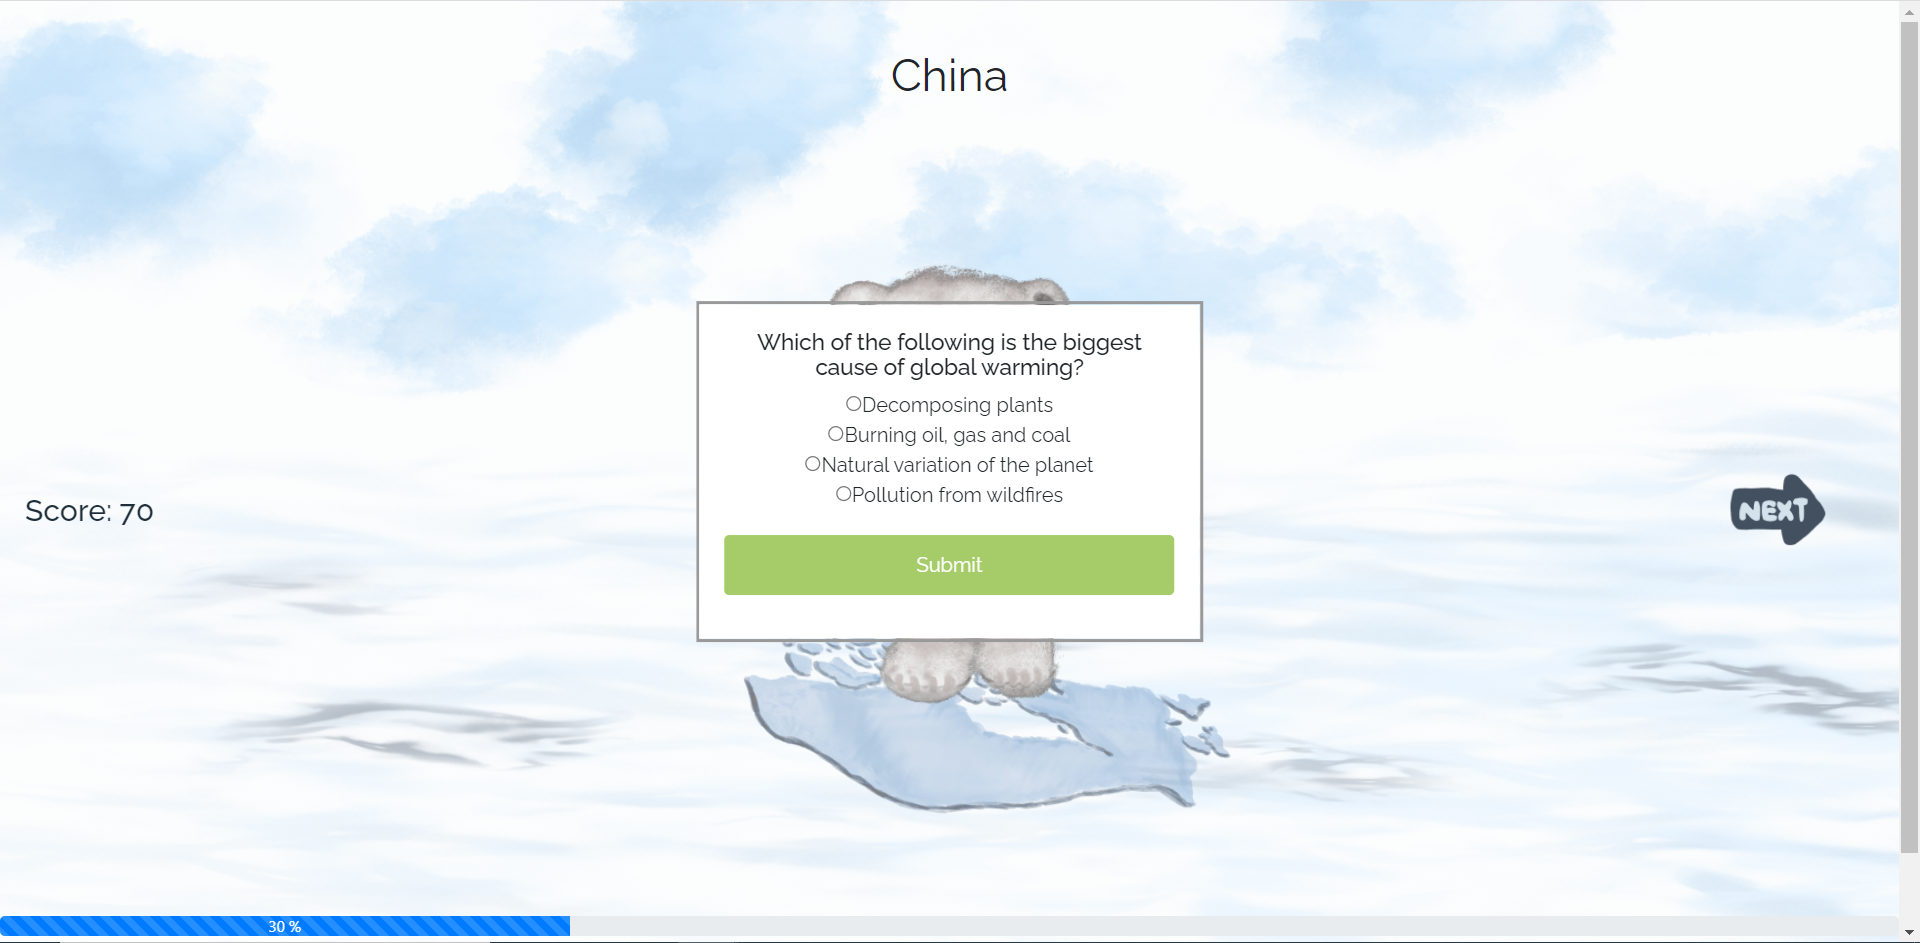 China
Which of the following is the biggest
cause of global warming?
Decomposing plants
Burning oil, gas and coal
Natural variation of the planet
Pollution from wildfires
Score: 70
NEXT
Submit
30 %